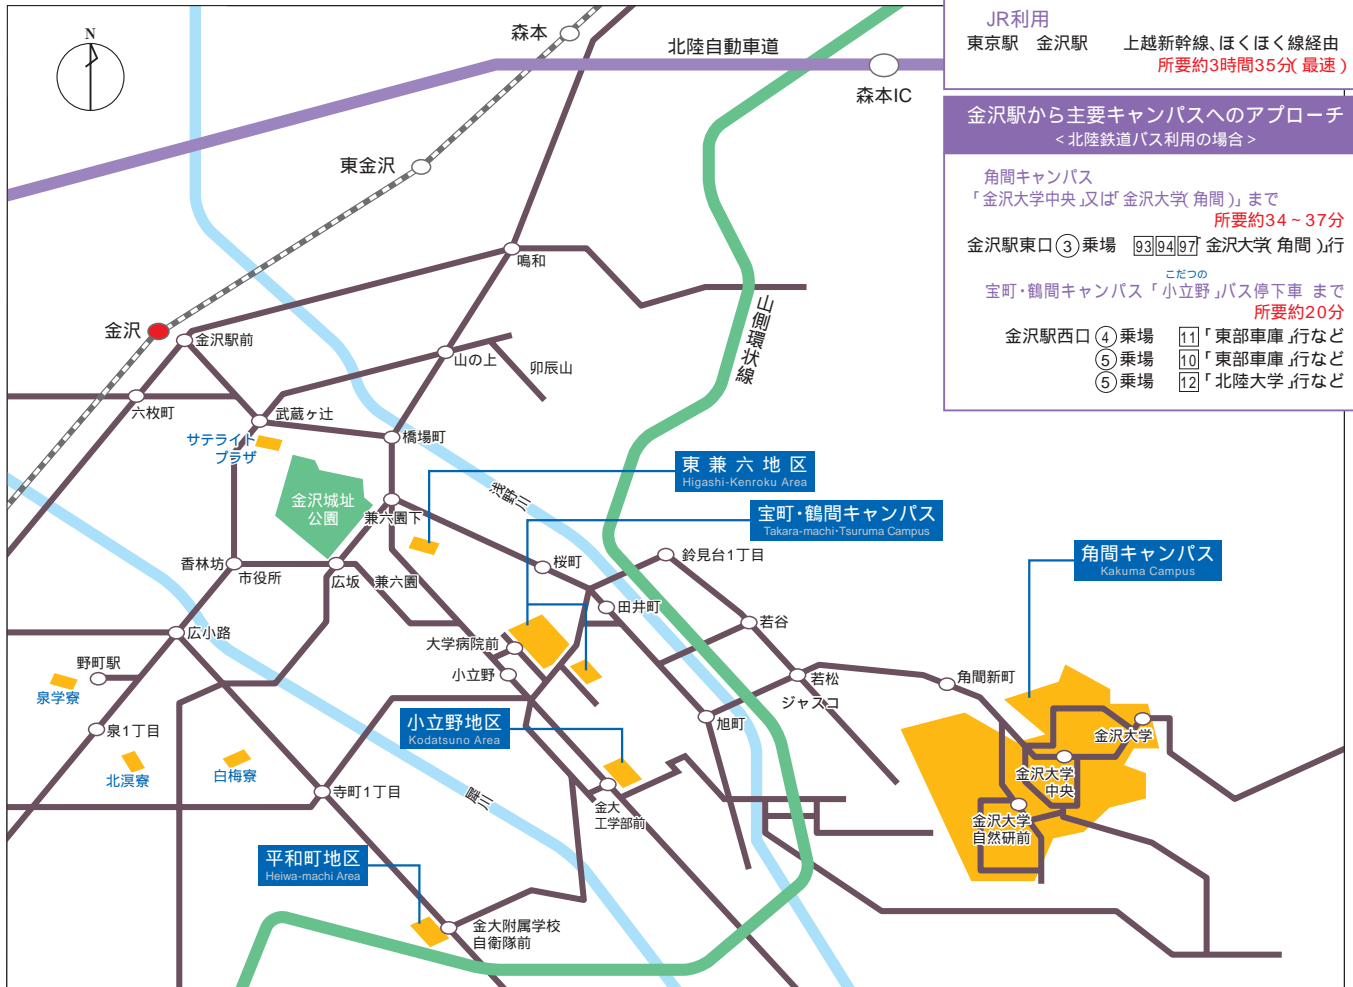 JR利用
東京駅 金沢駅 上越新幹線、ほくほく線経由
所要約3時間35分(最速)
金沢駅から主要キャンパスへのアプローチ
<北陸鉄道バス利用の場合>
角間キャンパス
「金沢大学中央」又は「金沢大学(角間)」まで
所要約34~37分
金沢駅東口③乗場 93 94 97「金沢大学(角間)」行
こだつの
宝町・鶴間キャンパス「小立野」バス停下車 まで
所要約20分
金沢駅西口④乗場 11「東部車庫」行など
⑤乗場 10「東部車庫」行など
⑤乗場 12「北陸大学」行など
N
森本
北陸自動車道
森本IC
東金沢
鳴和
山側環状線
金沢
金沢駅前
山の上
卯辰山
六枚町
武蔵ヶ辻
橋場町
サテライト
プラザ
金沢城址
公園
兼六園下
浅野川
東兼六地区
Higashi-Kenroku Area
宝町・鶴間キャンパス
Takara-machi・Tsuruma Campus
角間キャンパス
Kakuma Campus
香林坊
市役所
広坂
兼六園
桜町
鈴見台1丁目
田井町
若谷
広小路
大学病院前
小立野
野町駅
泉学寮
若松
ジャスコ
角間新町
泉1丁目
小立野地区
Kodatsuno Area
旭町
金沢大学
北溟寮
白梅寮
寺町1丁目
犀川
金大
工学部前
金沢大学
中央
金沢大学
自然研前
平和町地区
Heiwa-machi Area
金大附属学校
自衛隊前